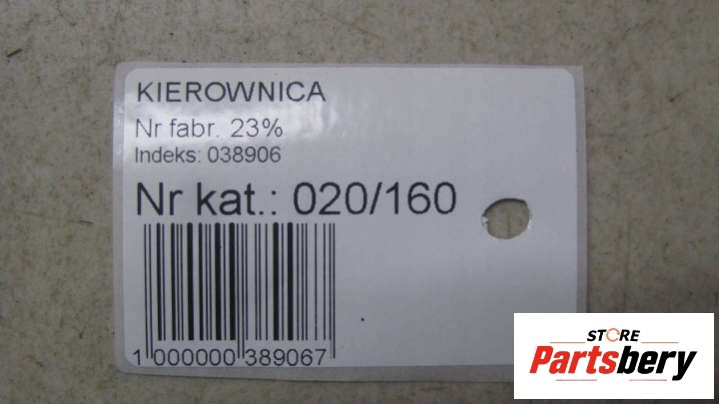 KIEROWNICA
Nr fabr. 23%
Indeks: 038906
Nr kat.: 020/160
1 000000 389067
STORE
Partsbery